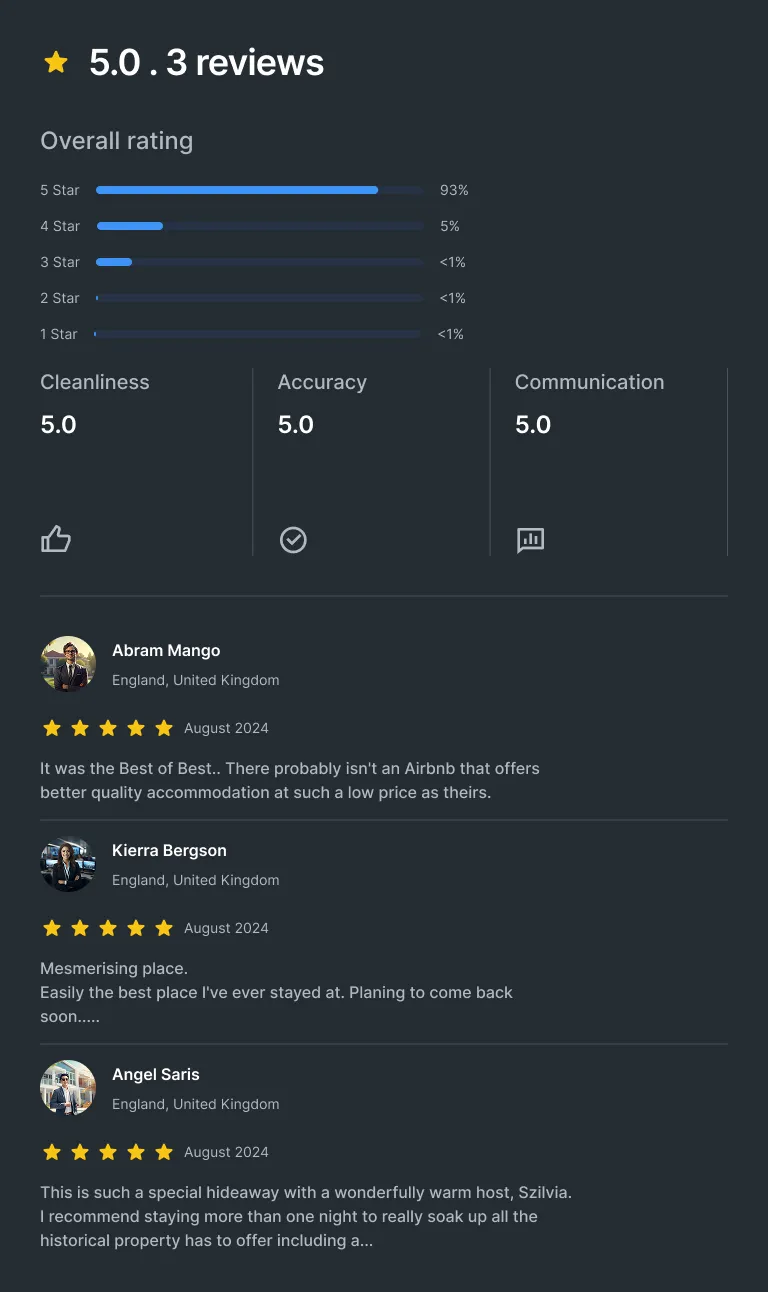 5.0 . 3 reviews
Overall rating
5 Star 93%
4 Star 5%
3 Star <1%
2 Star <1%
1 Star <1%
Cleanliness Accuracy Communication
5.0 5.0 5.0
Abram Mango
England, United Kingdom
August 2024
It was the Best of Best.. There probably isn't an Airbnb that offers
better quality accommodation at such a low price as theirs.
Kierra Bergson
England, United Kingdom
August 2024
Mesmerising place.
Easily the best place I've ever stayed at. Planing to come back
soon.....
Angel Saris
England, United Kingdom
August 2024
This is such a special hideaway with a wonderfully warm host, Szilvia.
I recommend staying more than one night to really soak up all the
historical property has to offer including a...